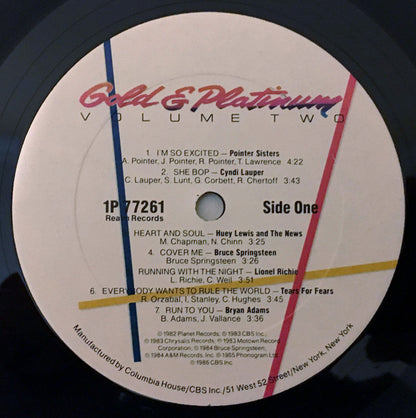 Gold & Platinum
VOLUME TWO
1. I'M SO EXCITED — Pointer Sisters
A. Pointer, J. Pointer, R. Pointer, T. Lawrence 4:22
2. SHE BOP — Cyndi Lauper
C. Lauper, S. Lunt, G. Corbett, R. Chertoff 3:43
1P 77261 Side One
Realm Records
HEART AND SOUL — Huey Lewis and The News
M. Chapman, N. Chinn 3:25
4. COVER ME — Bruce Springsteen
Bruce Springsteen 3:26
RUNNING WITH THE NIGHT — Lionel Richie
L. Richie, C. Weil 3:51
6. EVERYBODY WANTS TO RULE THE WORLD — Tears For Fears
R. Orzabal, I. Stanley, C. Hughes 3:45
7. RUN TO YOU — Bryan Adams
B. Adams, J. Vallance 3:36
℗1982 Planet Records; ℗1983 CBS Inc.;
℗1983 Chrysalis Records; ℗1983 Motown Record
Corporation; ℗1984 Bruce Springsteen;
℗1984 A&M Records, Inc. ℗1985 Phonogram Ltd.
©1986 CBS Inc.
Manufactured by Columbia House/CBS Inc./51 West 52 Street/New York, New York